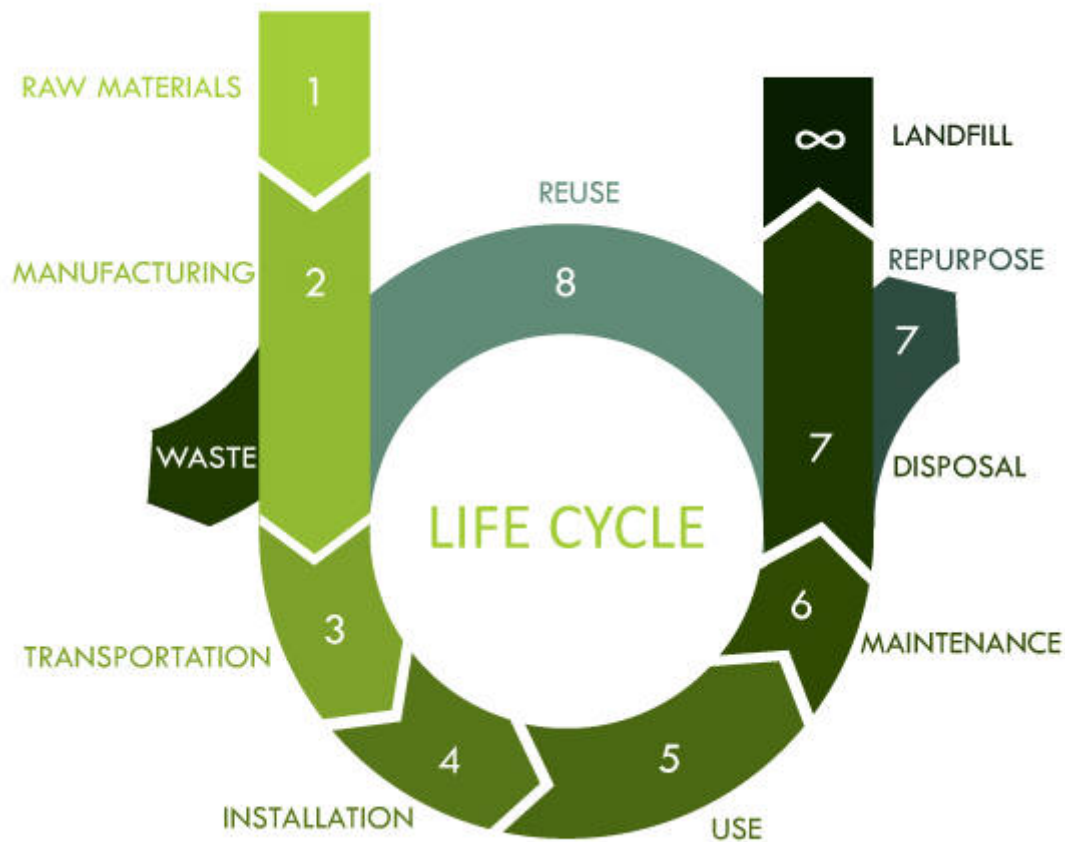 RAW MATERIALS
1
MANUFACTURING
2
WASTE
TRANSPORTATION
3
INSTALLATION
4
5
USE
6
MAINTENANCE
7
DISPOSAL
7
REPURPOSE
∞
LANDFILL
REUSE
8
LIFE CYCLE